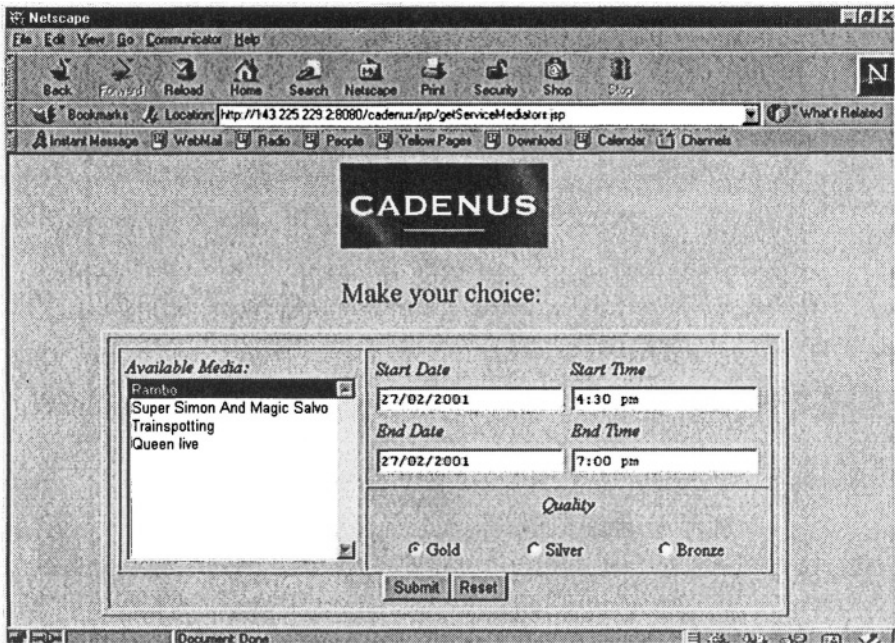 Netscape
File Edit View Go Communicator Help
Back Forward Reload Home Search Netscape Print Security Shop Stop
N
Bookmarks Location: http://143.225.229.2:8080/cadenus/jsp/getServiceMediators.jsp What's Related
Instant Message WebMail Radio People Yellow Pages Download Calendar Channels
CADENUS
Make your choice:
Available Media:
Rambo
Super Simon And Magic Salvo
Trainspotting
Queen live
Start Date Start Time
27/02/2001 4:30 pm
End Date End Time
27/02/2001 7:00 pm
Quality
Gold Silver Bronze
Submit Reset
Document: Done